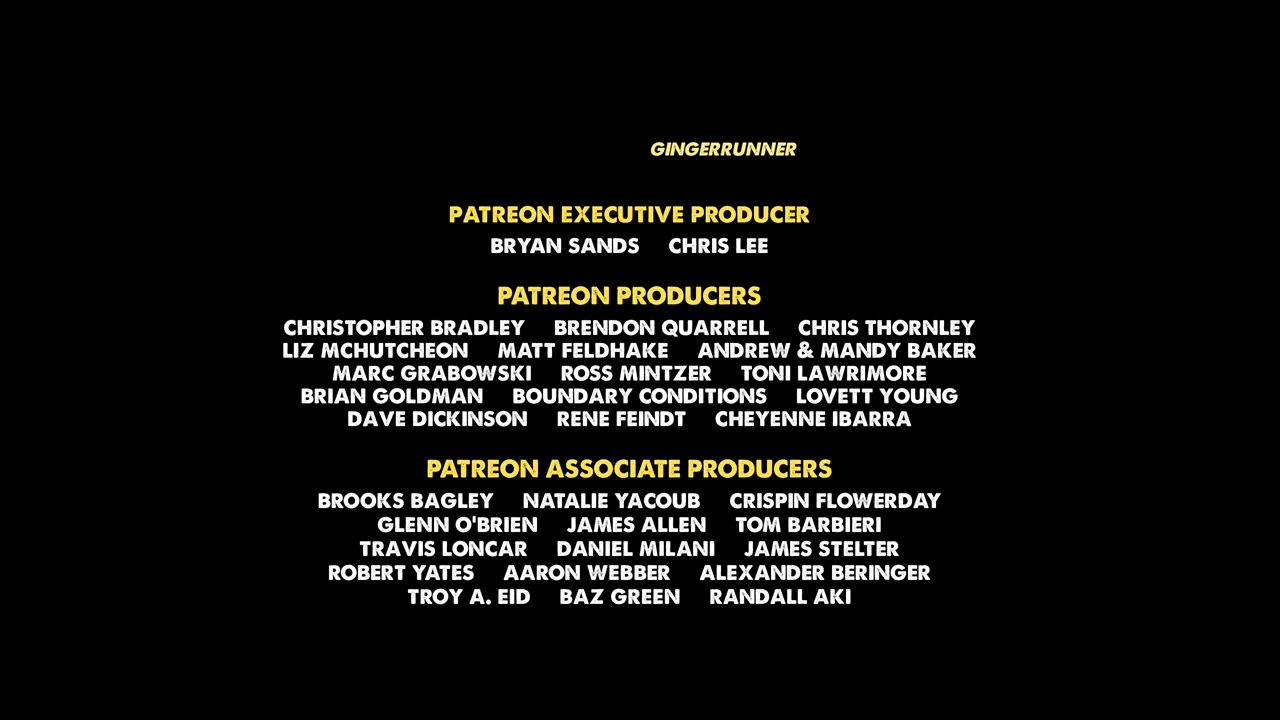 GINGERRUNNER
PATREON EXECUTIVE PRODUCER
BRYAN SANDS CHRIS LEE
PATREON PRODUCERS
CHRISTOPHER BRADLEY BRENDON QUARRELL CHRIS THORNLEY
LIZ MCHUTCHEON MATT FELDHAKE ANDREW & MANDY BAKER
MARC GRABOWSKI ROSS MINTZER TONI LAWRIMORE
BRIAN GOLDMAN BOUNDARY CONDITIONS LOVETT YOUNG
DAVE DICKINSON RENE FEINDT CHEYENNE IBARRA
PATREON ASSOCIATE PRODUCERS
BROOKS BAGLEY NATALIE YACOUB CRISPIN FLOWERDAY
GLENN O'BRIEN JAMES ALLEN TOM BARBIERI
TRAVIS LONCAR DANIEL MILANI JAMES STELTER
ROBERT YATES AARON WEBBER ALEXANDER BERINGER
TROY A. EID BAZ GREEN RANDALL AKI